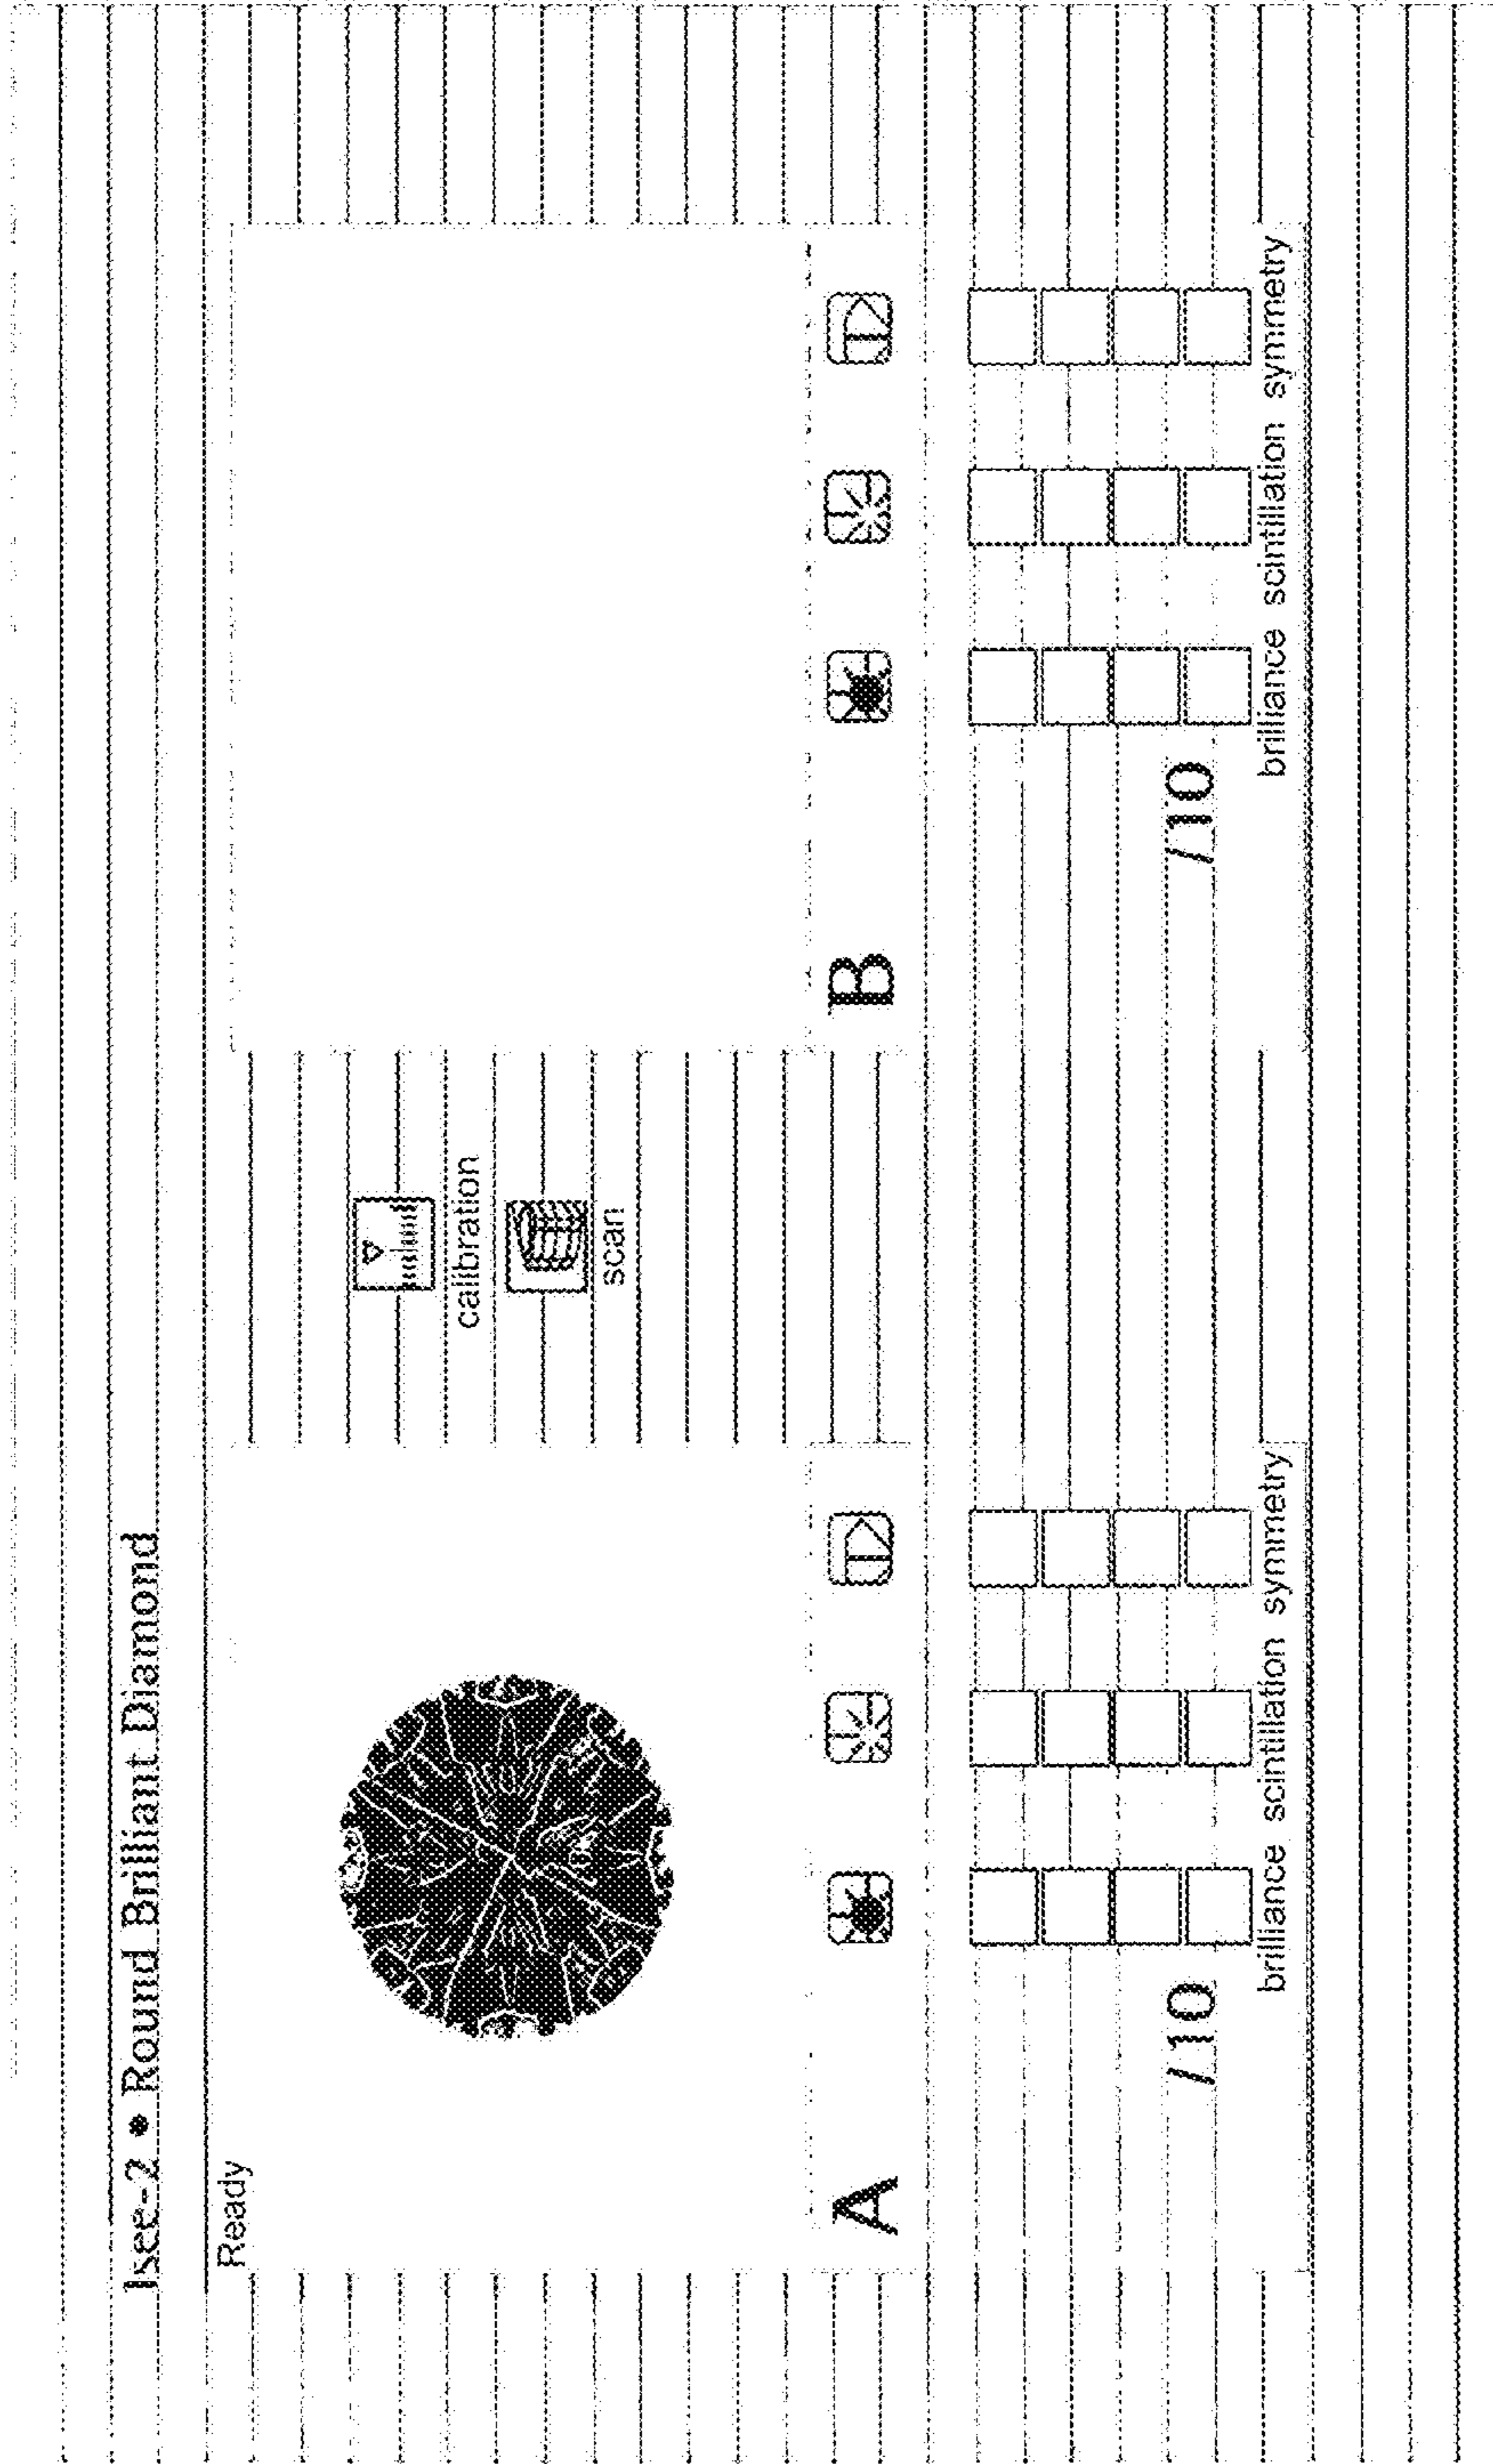 Isee-2 • Round Brilliant Diamond
Ready
calibration
scan
A
B
/10
brilliance scintillation symmetry
/10
brilliance scintillation symmetry